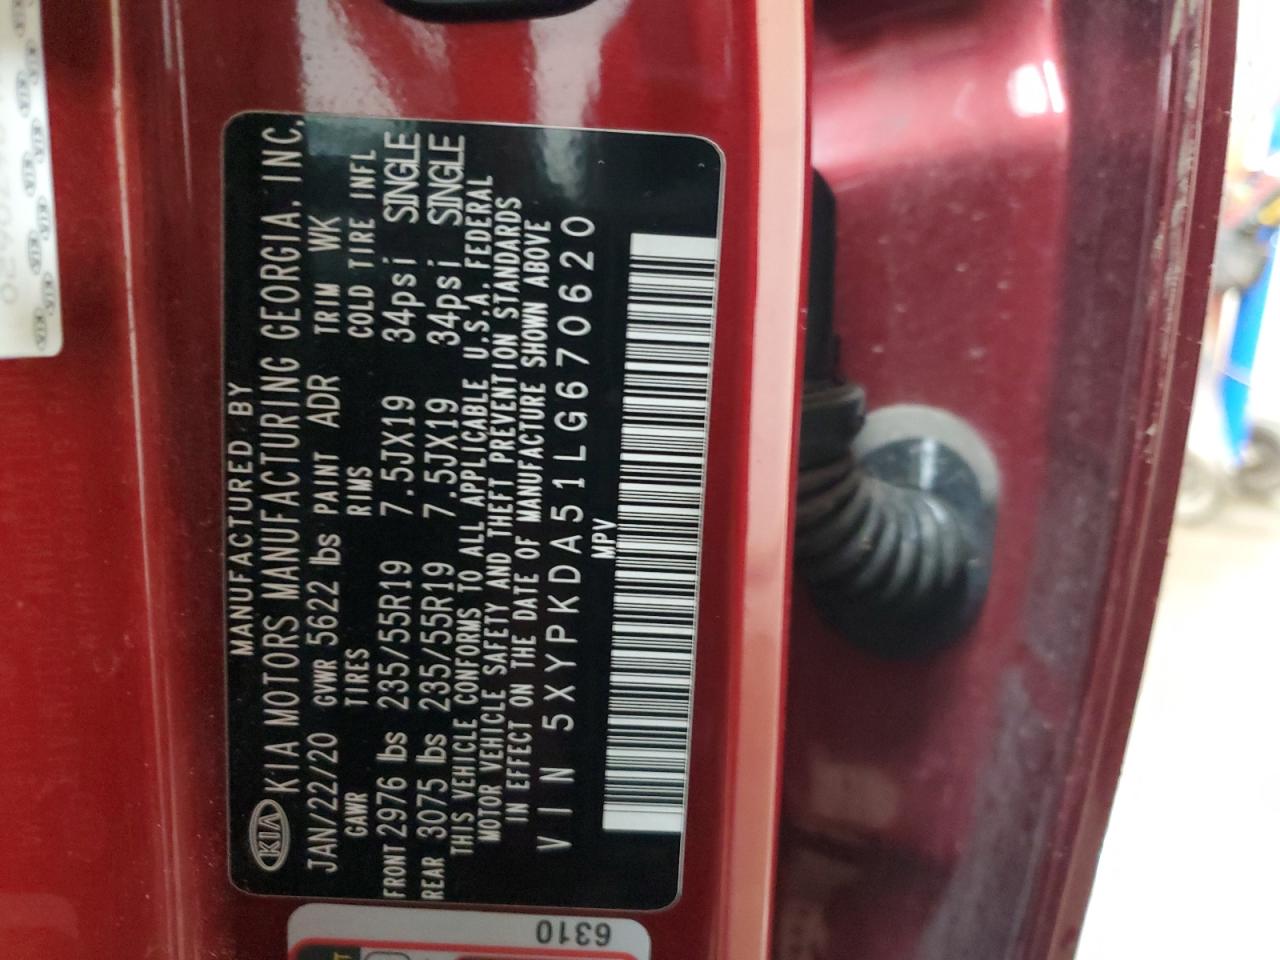 MANUFACTURED BY
KIA KIA MOTORS MANUFACTURING GEORGIA, INC.
JAN/22/20 GVWR 5622 lbs PAINT ADR TRIM WK
GAWR TIRES RIMS COLD TIRE INFL
FRONT 2976 lbs 235/55R19 7.5JX19 34psi SINGLE
REAR 3075 lbs 235/55R19 7.5JX19 34psi SINGLE
THIS VEHICLE CONFORMS TO ALL APPLICABLE U.S.A. FEDERAL
MOTOR VEHICLE SAFETY AND THEFT PREVENTION STANDARDS
IN EFFECT ON THE DATE OF MANUFACTURE SHOWN ABOVE
VIN 5XYPKDA51LG670620
MPV
6310